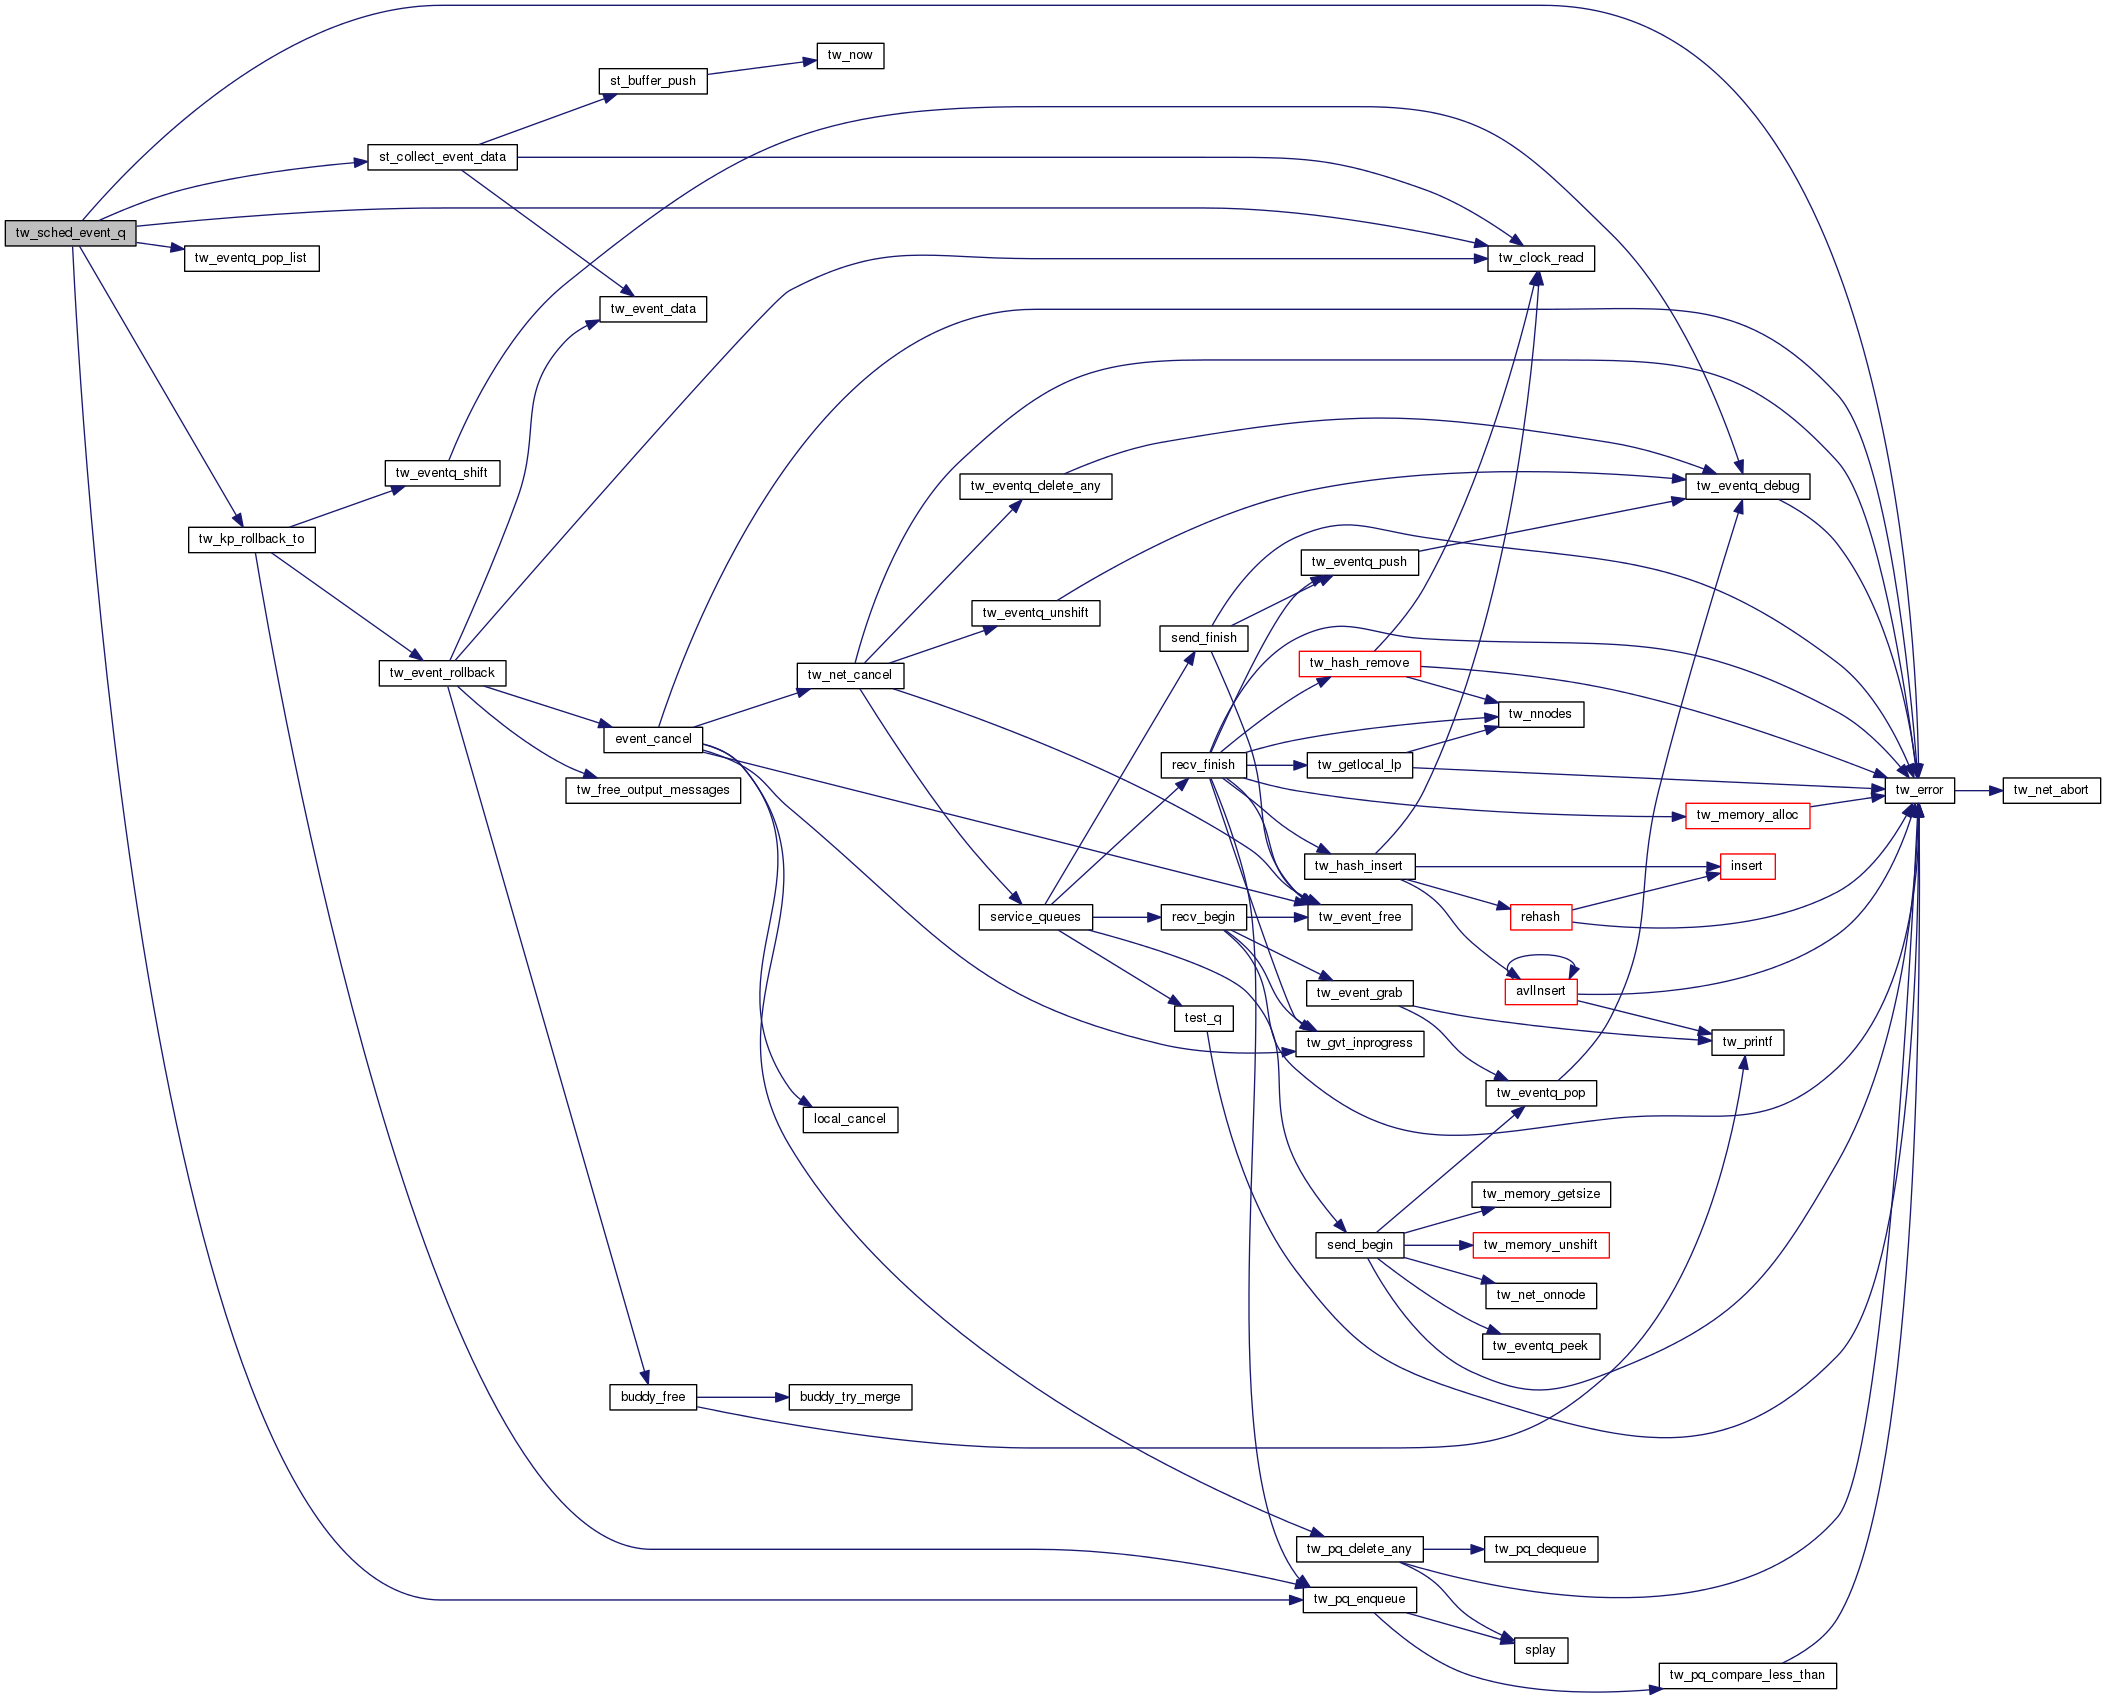 tw_now
st_buffer_push
st_collect_event_data
tw_sched_event_q
tw_eventq_pop_list
tw_clock_read
tw_event_data
tw_eventq_shift
tw_eventq_delete_any
tw_eventq_debug
tw_kp_rollback_to
tw_eventq_push
tw_eventq_unshift
send_finish
tw_hash_remove
tw_event_rollback
tw_net_cancel
tw_nnodes
event_cancel
recv_finish
tw_getlocal_lp
tw_free_output_messages
tw_error
tw_net_abort
tw_memory_alloc
tw_hash_insert
insert
service_queues
recv_begin
tw_event_free
rehash
tw_event_grab
avlInsert
test_q
tw_gvt_inprogress
tw_printf
tw_eventq_pop
local_cancel
tw_memory_getsize
send_begin
tw_memory_unshift
tw_net_onnode
tw_eventq_peek
buddy_free
buddy_try_merge
tw_pq_delete_any
tw_pq_dequeue
tw_pq_enqueue
splay
tw_pq_compare_less_than